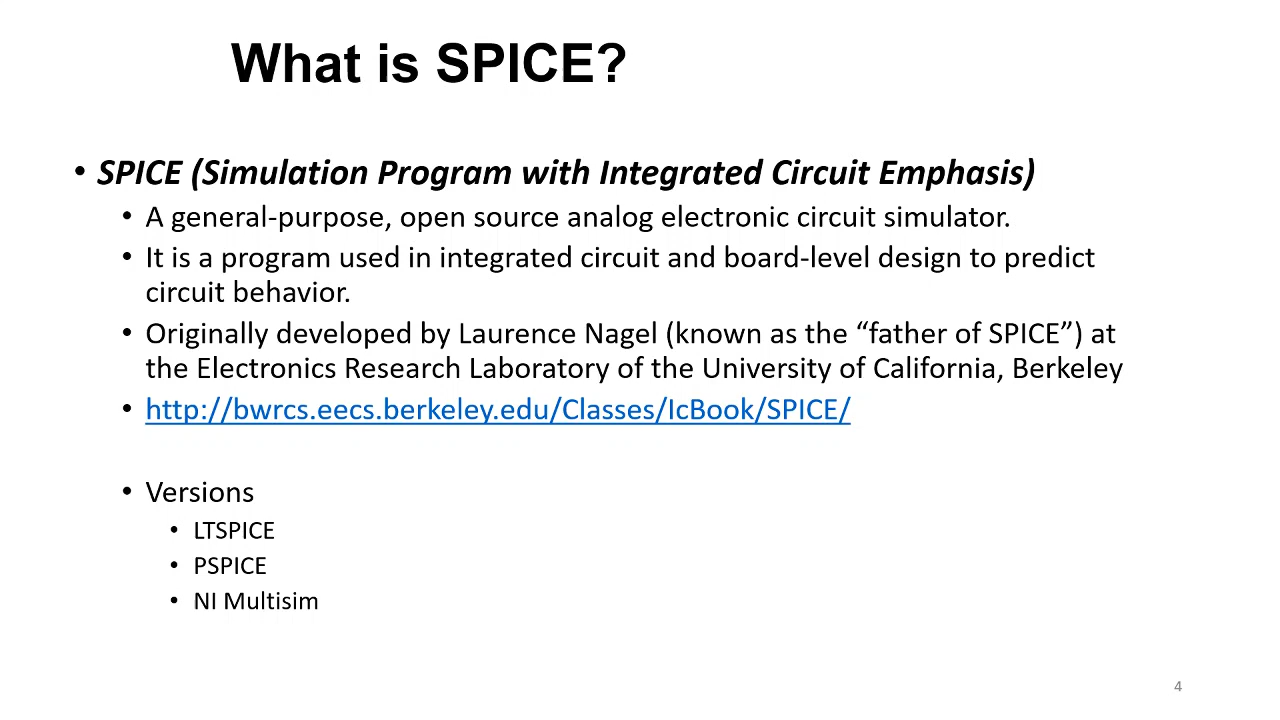 What is SPICE?
• SPICE (Simulation Program with Integrated Circuit Emphasis)
• A general-purpose, open source analog electronic circuit simulator.
• It is a program used in integrated circuit and board-level design to predict
circuit behavior.
• Originally developed by Laurence Nagel (known as the “father of SPICE”) at
the Electronics Research Laboratory of the University of California, Berkeley
• http://bwrcs.eecs.berkeley.edu/Classes/IcBook/SPICE/
• Versions
• LTSPICE
• PSPICE
• NI Multisim
4